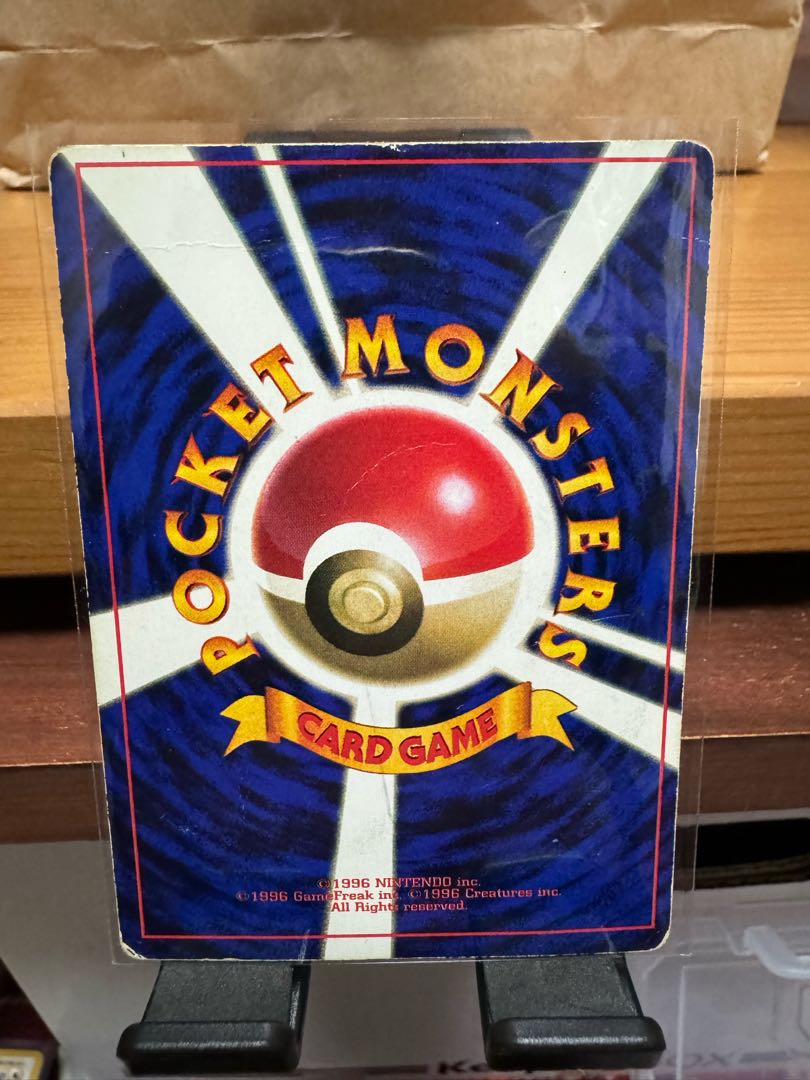 POCKET MONSTERS
CARD GAME
©1996 NINTENDO inc.
©1996 GameFreak inc. ©1996 Creatures inc.
All Rights reserved.